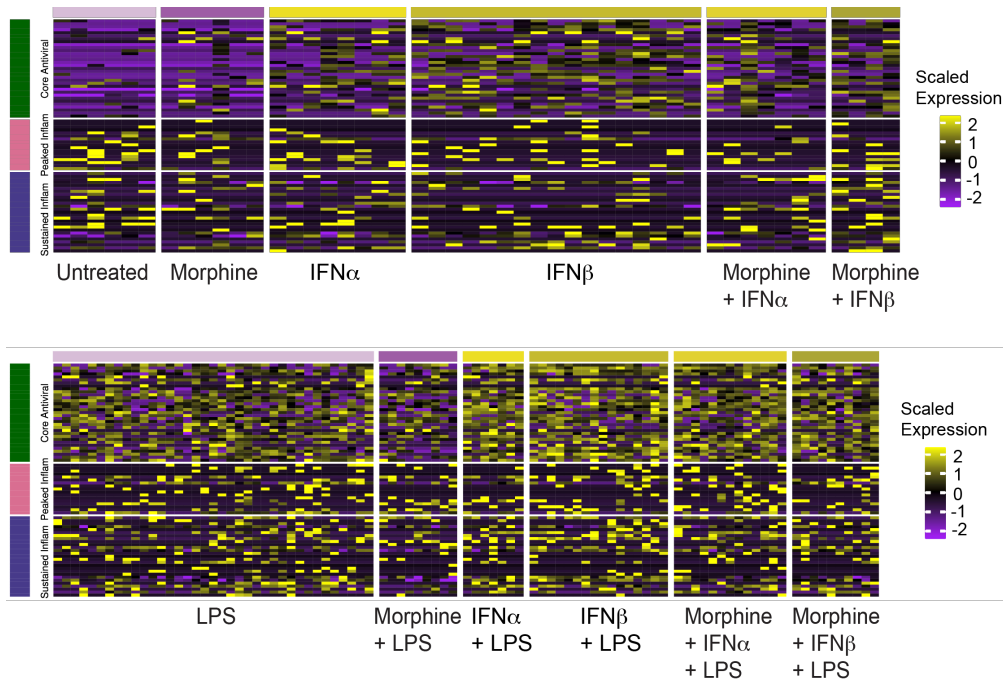 Core Antiviral
Peaked Inflam
Sustained Inflam
Scaled
Expression
2
1
0
-1
-2
Untreated
Morphine
IFNα
IFNβ
Morphine
+ IFNα
Morphine
+ IFNβ
Core Antiviral
Peaked Inflam
Sustained Inflam
Scaled
Expression
2
1
0
-1
-2
LPS
Morphine
+ LPS
IFNα
+ LPS
IFNβ
+ LPS
Morphine
+ IFNα
+ LPS
Morphine
+ IFNβ
+ LPS